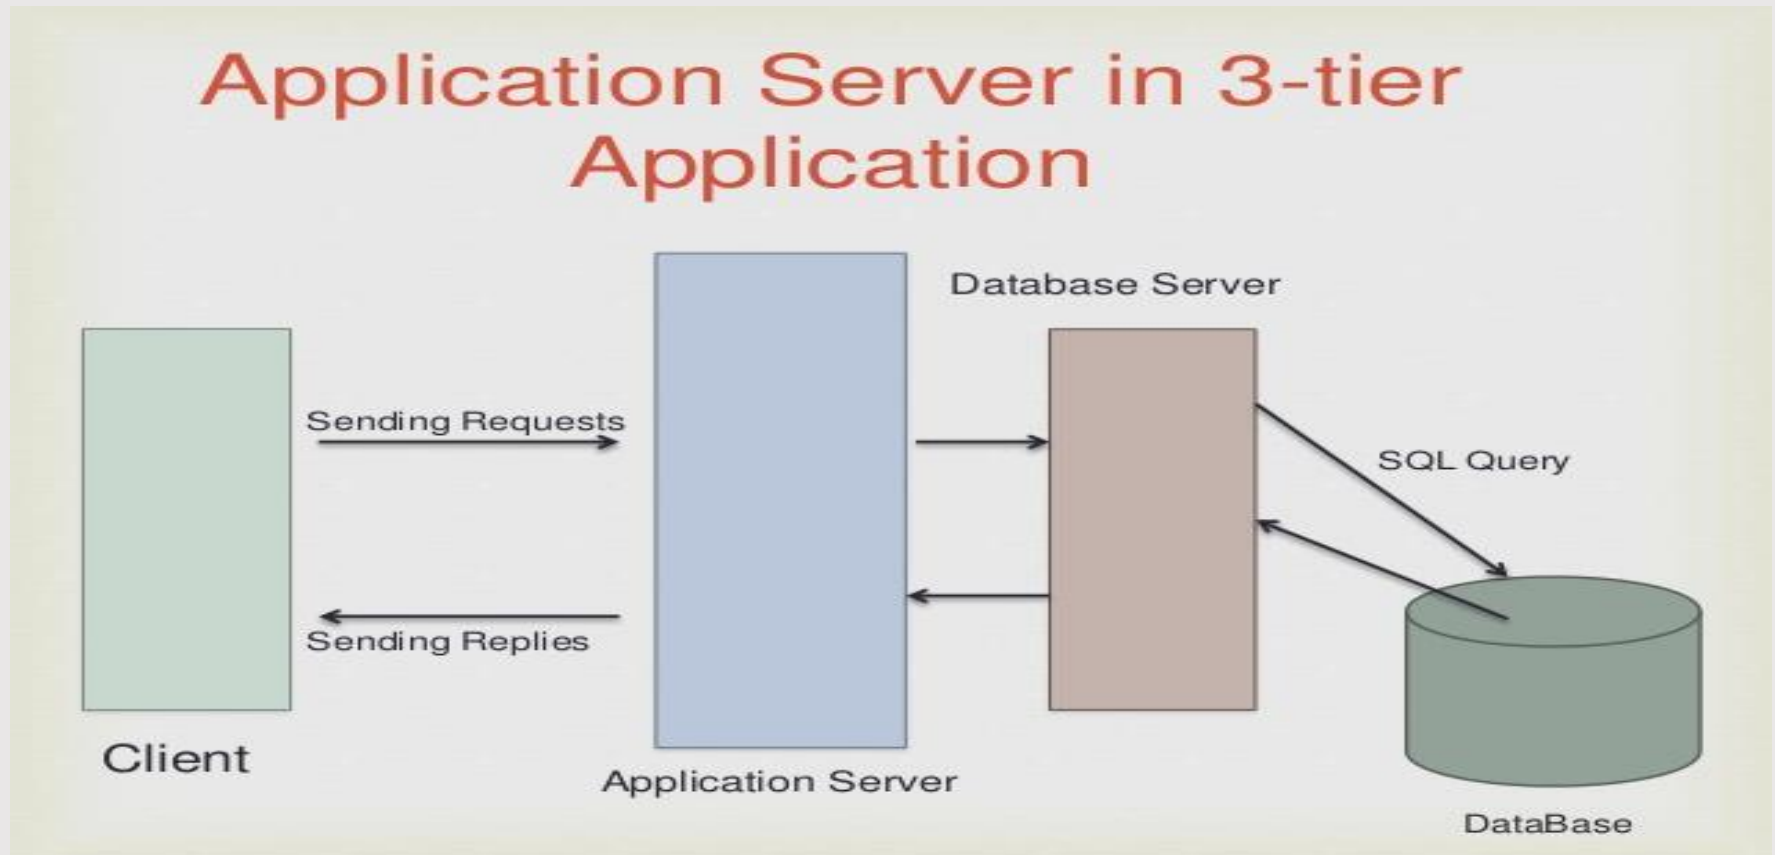 Application Server in 3-tier
Application
Database Server
Sending Requests
SQL Query
Sending Replies
Client
Application Server
DataBase